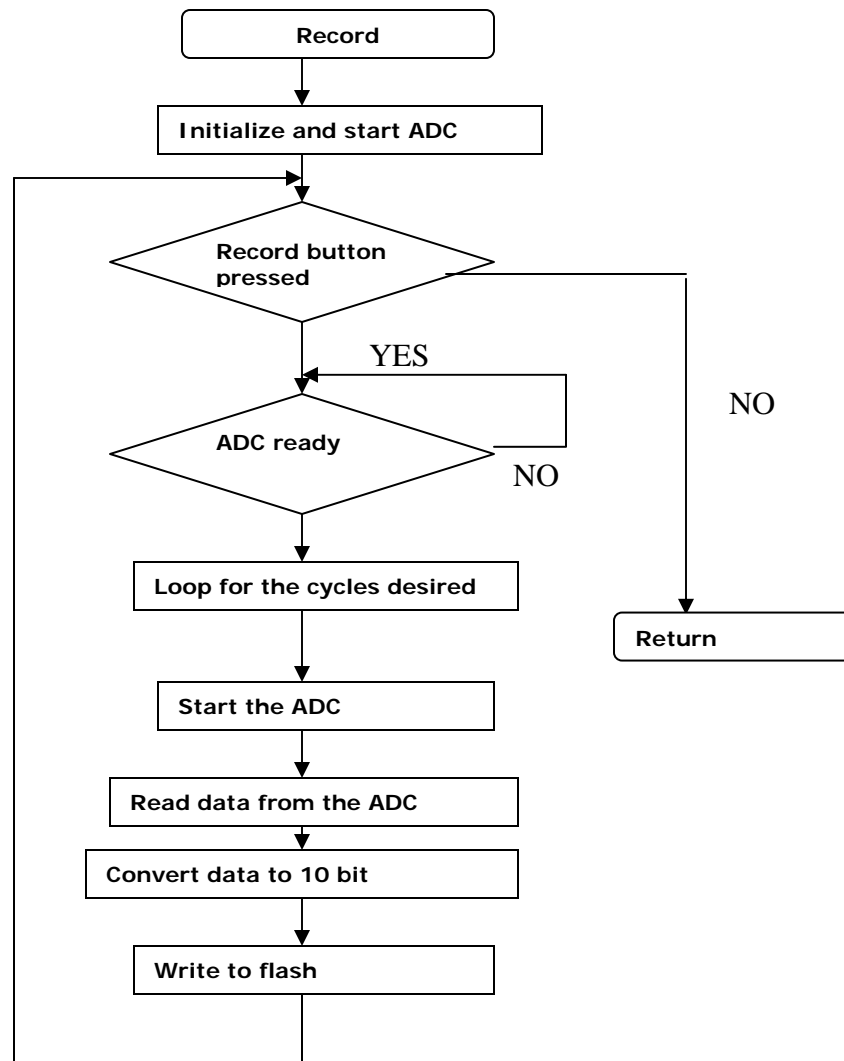 Record
Initialize and start ADC
Record button
pressed
YES
NO
ADC ready
NO
Loop for the cycles desired
Return
Start the ADC
Read data from the ADC
Convert data to 10 bit
Write to flash